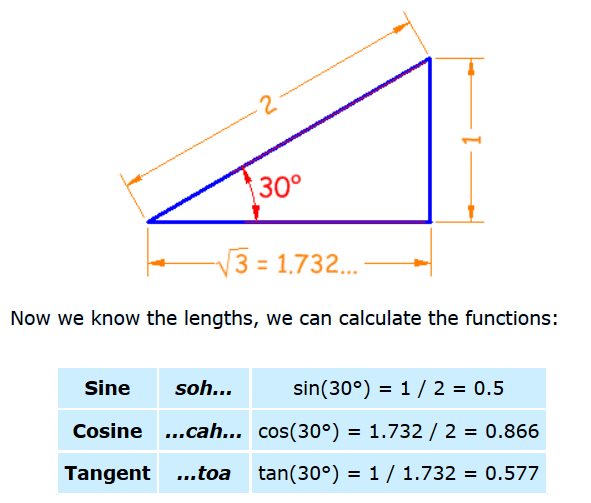 2
1
30°
√3 = 1.732...
Now we know the lengths, we can calculate the functions:
Sine soh... sin(30°) = 1 / 2 = 0.5
Cosine ...cah... cos(30°) = 1.732 / 2 = 0.866
Tangent ...toa tan(30°) = 1 / 1.732 = 0.577